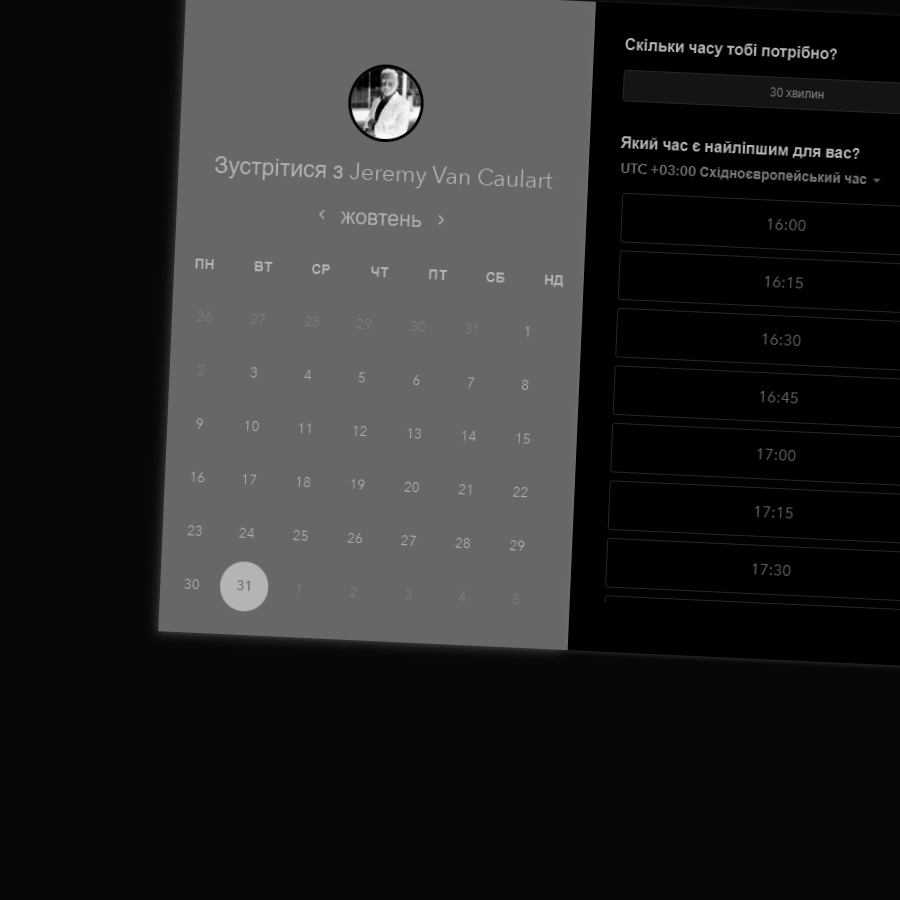 Зустрітися з Jeremy Van Caulart
жовтень
ПН ВТ СР ЧТ ПТ СБ НД
26 27 28 29 30 31 1
2 3 4 5 6 7 8
9 10 11 12 13 14 15
16 17 18 19 20 21 22
23 24 25 26 27 28 29
30 31 1 2 3 4 5
Скільки часу тобі потрібно?
30 хвилин
Який час є найліпшим для вас?
UTC +03:00 Східноєвропейський час
16:00
16:15
16:30
16:45
17:00
17:15
17:30